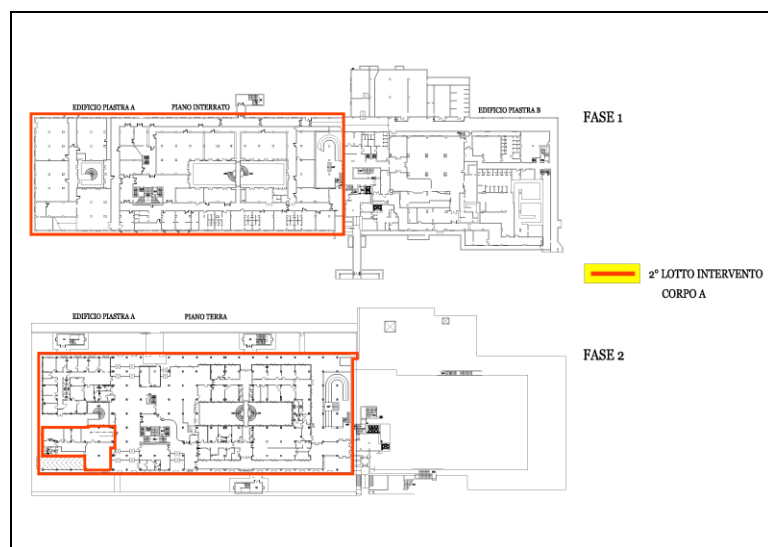 EDIFICIO PIASTRA A PIANO INTERRATO
EDIFICIO PIASTRA B
FASE 1
2° LOTTO INTERVENTO
CORPO A
EDIFICIO PIASTRA A PIANO TERRA
FASE 2